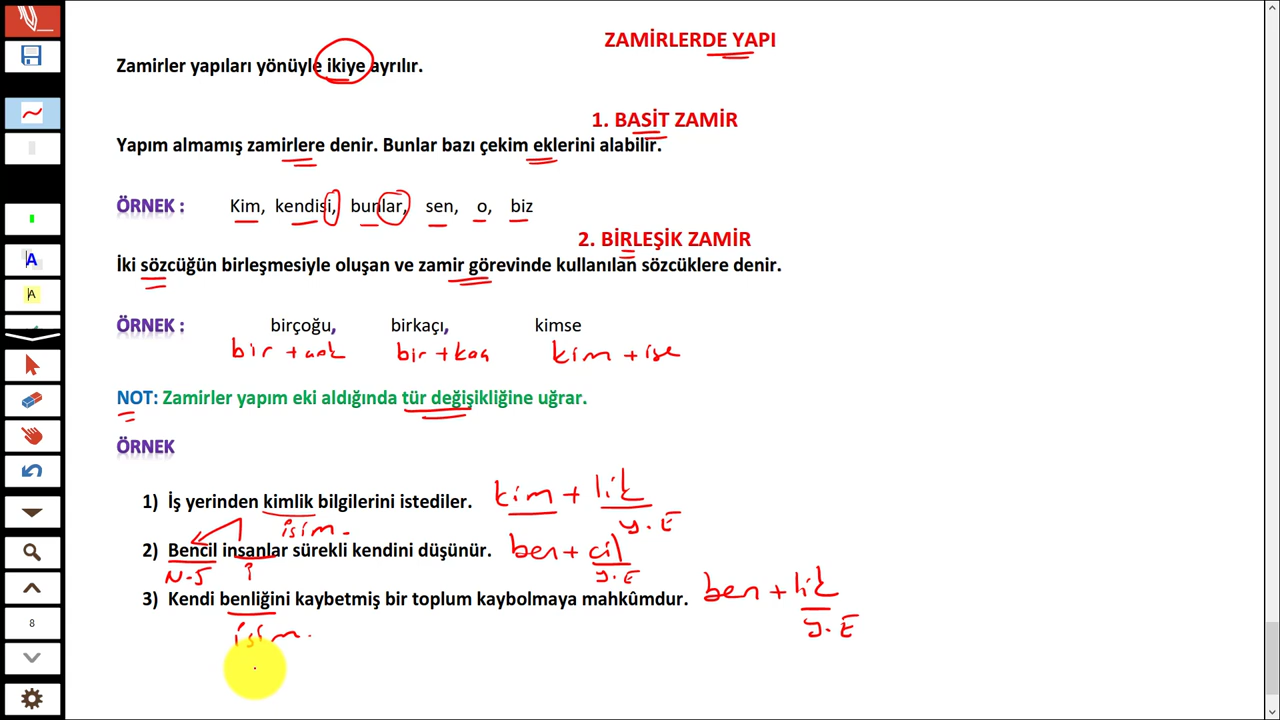 ZAMİRLERDE YAPI
Zamirler yapıları yönüyle ikiye ayrılır.
1. BASİT ZAMİR
Yapım almamış zamirlere denir. Bunlar bazı çekim eklerini alabilir.
ÖRNEK : Kim, kendisi, bunlar, sen, o, biz
2. BİRLEŞİK ZAMİR
İki sözcüğün birleşmesiyle oluşan ve zamir görevinde kullanılan sözcüklere denir.
ÖRNEK : birçoğu, birkaçı, kimse
bir + çok bir + kaç kim + ise
NOT: Zamirler yapım eki aldığında tür değişikliğine uğrar.
ÖRNEK
1) İş yerinden kimlik bilgilerini istediler. kim + lik
isim. y. E
2) Bencil insanlar sürekli kendini düşünür. ben + cil
N.S i y. E
3) Kendi benliğini kaybetmiş bir toplum kaybolmaya mahkûmdur. ben + lik
isim. y. E
A
A
8